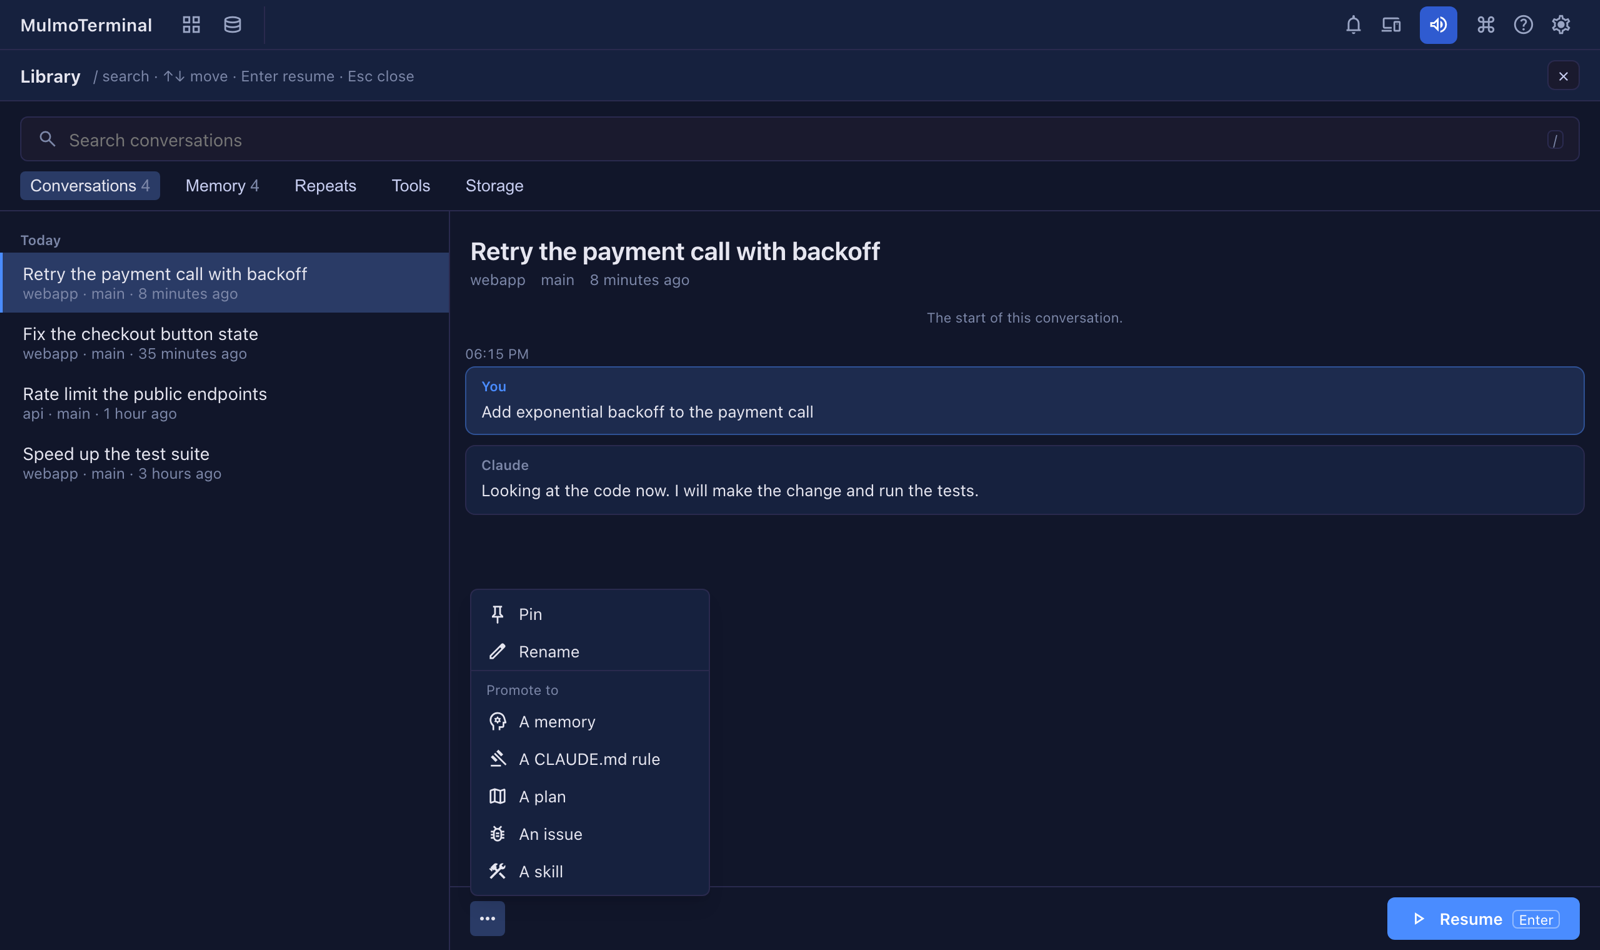 MulmoTerminal
Library / search · ↑↓ move · Enter resume · Esc close
Search conversations /
Conversations 4 Memory 4 Repeats Tools Storage
Today
Retry the payment call with backoff
webapp · main · 8 minutes ago
Fix the checkout button state
webapp · main · 35 minutes ago
Rate limit the public endpoints
api · main · 1 hour ago
Speed up the test suite
webapp · main · 3 hours ago
Retry the payment call with backoff
webapp main 8 minutes ago
The start of this conversation.
06:15 PM
You
Add exponential backoff to the payment call
Claude
Looking at the code now. I will make the change and run the tests.
Pin
Rename
Promote to
A memory
A CLAUDE.md rule
A plan
An issue
A skill
Resume Enter